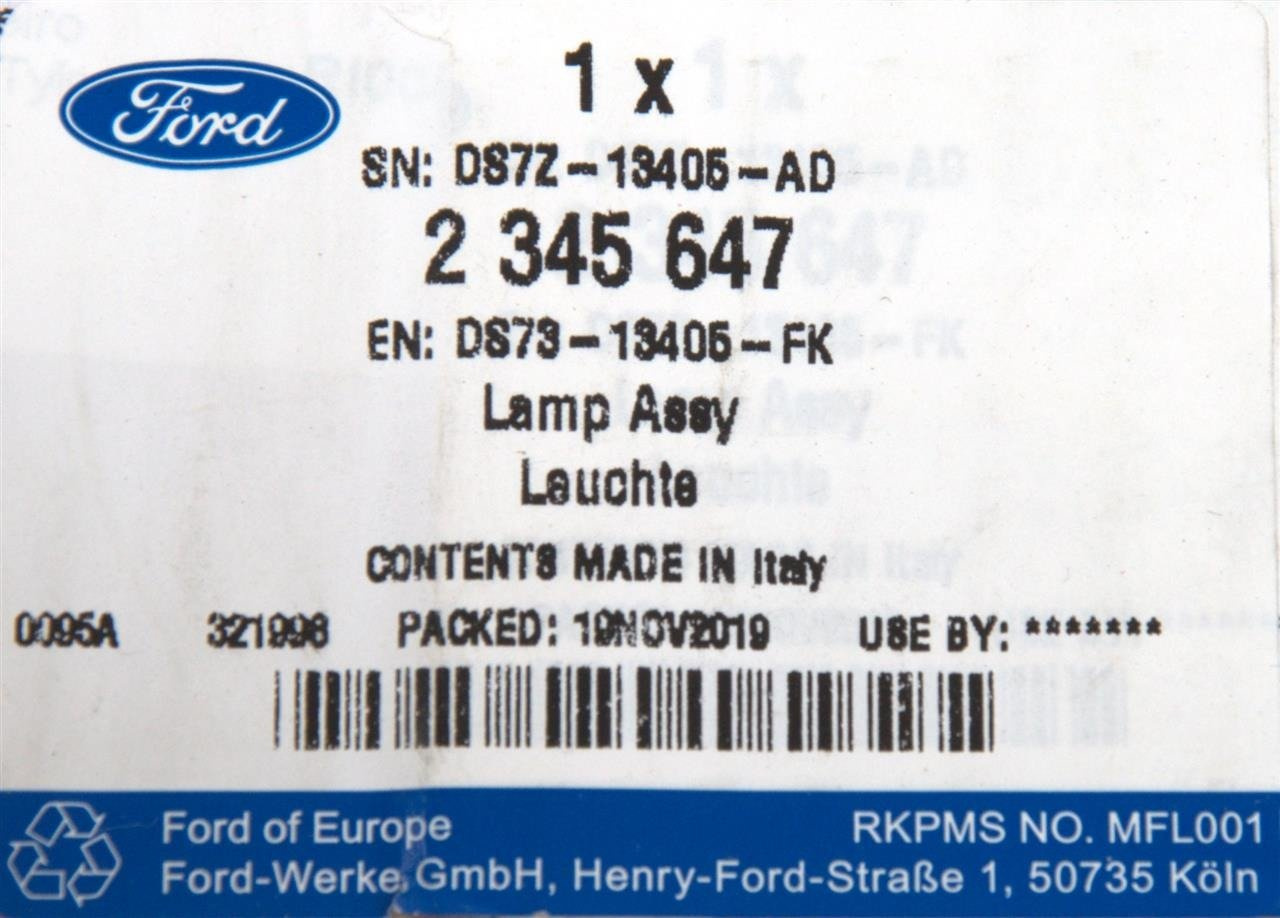 Ford
1 x
SN: DS7Z-13405-AD
2 345 647
EN: DS73-13405-FK
Lamp Assy
Leuchte
CONTENTS MADE IN Italy
0095A 321998 PACKED: 19NOV2019 USE BY: *******
Ford of Europe RKPMS NO. MFL001
Ford-Werke GmbH, Henry-Ford-Straße 1, 50735 Köln